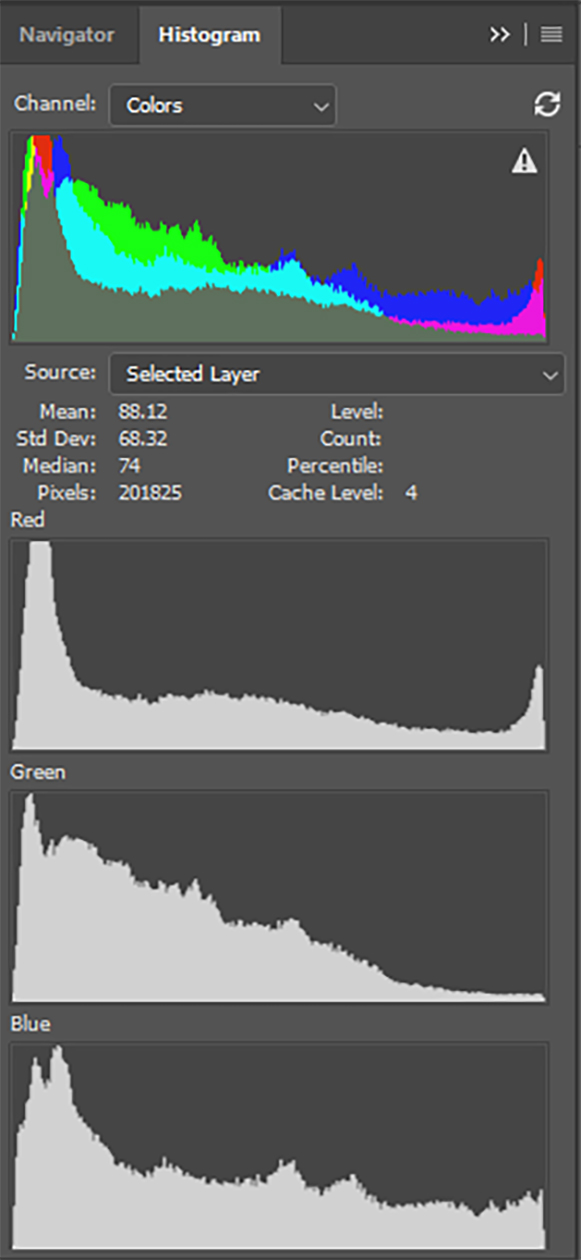 Navigator Histogram
Channel: Colors
Source: Selected Layer
Mean: 88.12 Level:
Std Dev: 68.32 Count:
Median: 74 Percentile:
Pixels: 201825 Cache Level: 4
Red
Green
Blue